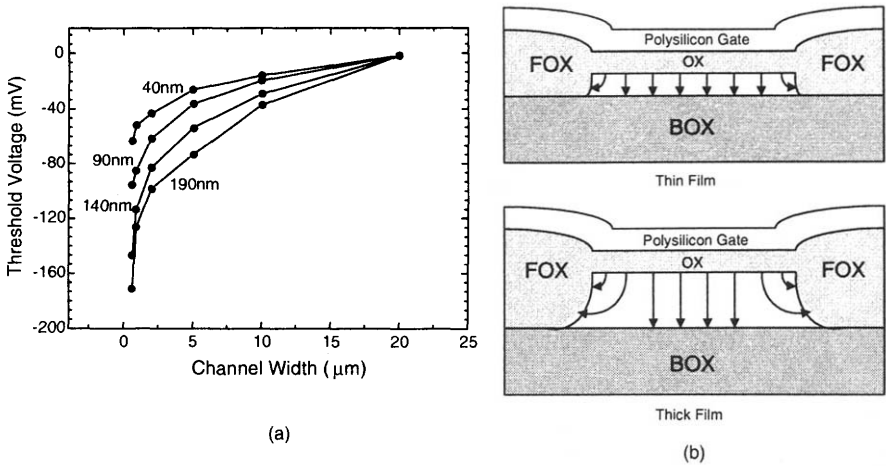 0
-40
-80
-120
-160
-200
Threshold Voltage (mV)
40nm
90nm
140nm
190nm
0 5 10 15 20 25
Channel Width ( μm)
(a)
Polysilicon Gate
FOX OX FOX
BOX
Thin Film
Polysilicon Gate
FOX OX FOX
BOX
Thick Film
(b)